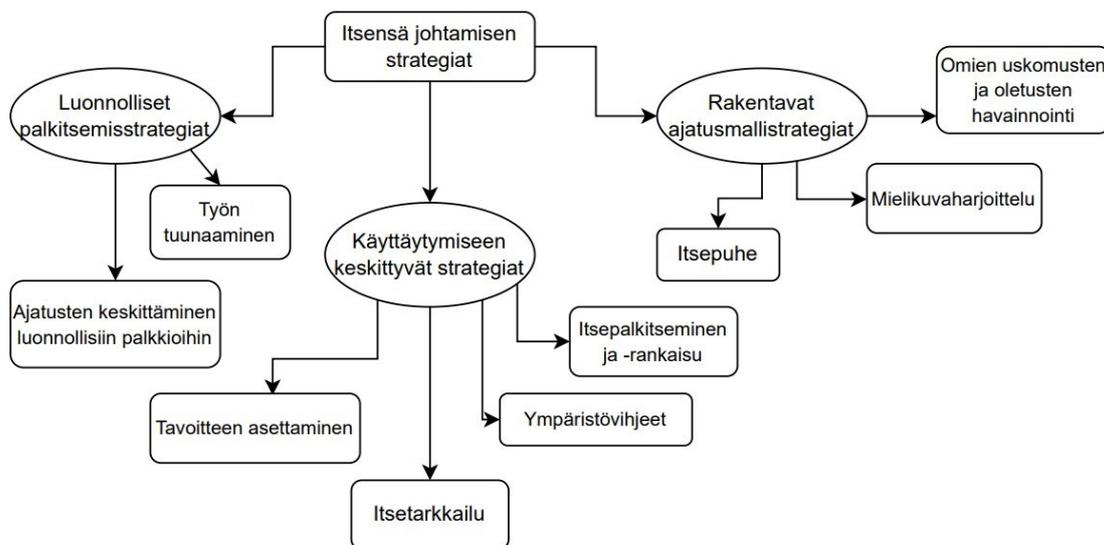 Itsensä johtamisen
strategiat
Luonnolliset
palkitsemisstrategiat
Rakentavat
ajatusmallistrategiat
Omien uskomusten
ja oletusten
havainnointi
Työn
tuunaaminen
Mielikuvaharjoittelu
Käyttäytymiseen
keskittyvät strategiat
Itsepuhe
Ajatusten keskittäminen
luonnollisiin palkkioihin
Itsepalkitseminen
ja -rankaisu
Tavoitteen asettaminen
Ympäristövihjeet
Itsetarkkailu